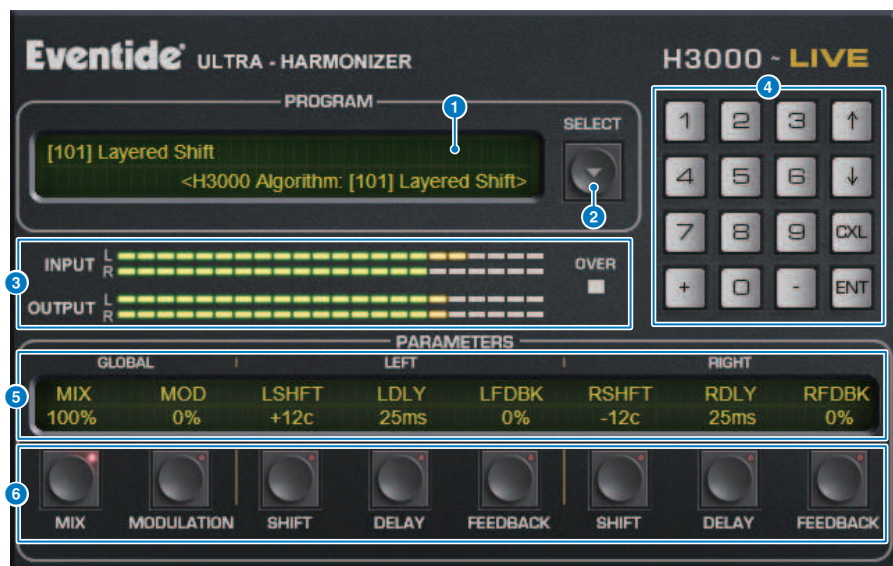 Eventide® ULTRA - HARMONIZER
H3000 ~ LIVE
PROGRAM
1
SELECT
[101] Layered Shift
<H3000 Algorithm: [101] Layered Shift>
2
4
1 2 3 ↑
4 5 6 ↓
7 8 9 CXL
+ 0 - ENT
3
INPUT L
R
OVER
OUTPUT L
R
PARAMETERS
GLOBAL LEFT RIGHT
5
MIX MOD LSHFT LDLY LFDBK RSHFT RDLY RFDBK
100% 0% +12c 25ms 0% -12c 25ms 0%
6
MIX MODULATION SHIFT DELAY FEEDBACK SHIFT DELAY FEEDBACK